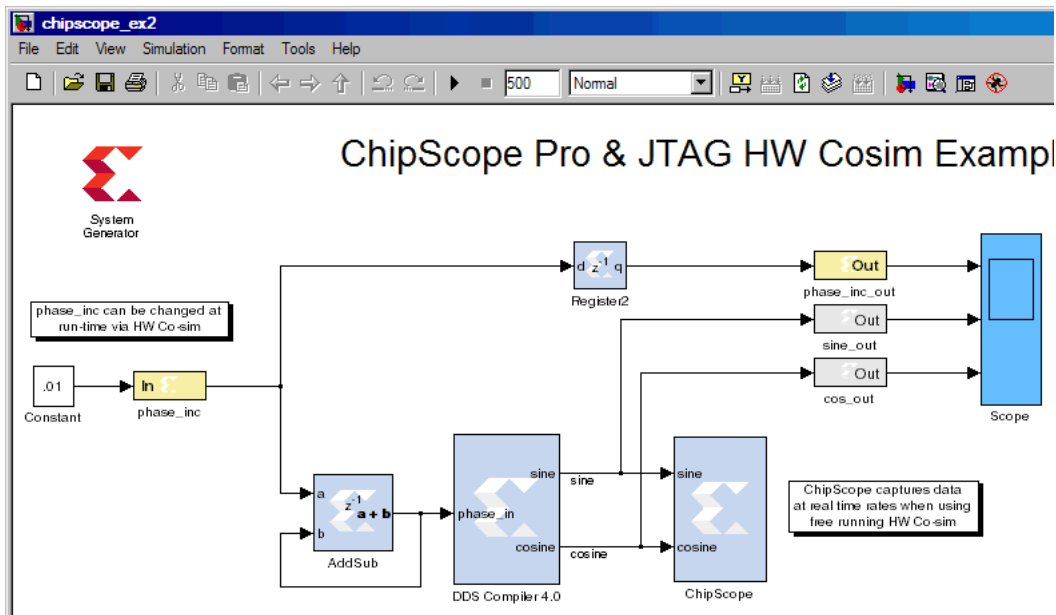 chipscope_ex2
File Edit View Simulation Format Tools Help
500 Normal
ChipScope Pro & JTAG HW Cosim Exampl
System
Generator
d z-1 q
Register2
Out
phase_inc_out
Out
sine_out
Out
cos_out
Scope
phase_inc can be changed at
run-time via HW Co-sim
.01
Constant
In
phase_inc
a
b
z-1
a + b
AddSub
phase_in
sine
cosine
DDS Compiler 4.0
sine
cosine
sine
cosine
ChipScope
ChipScope captures data
at real time rates when using
free running HW Co-sim